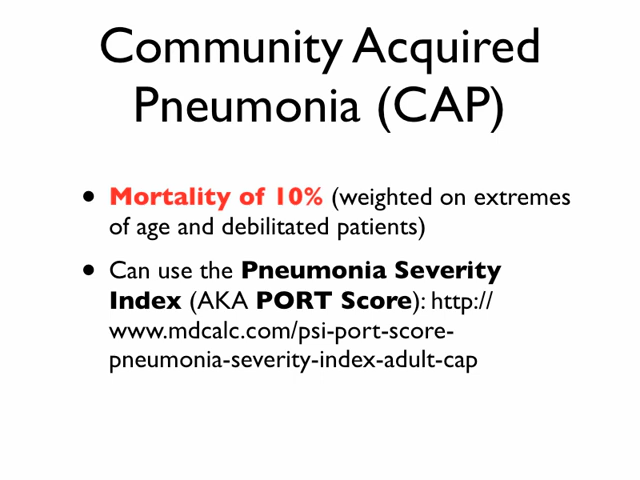 Community Acquired
Pneumonia (CAP)
• Mortality of 10% (weighted on extremes
of age and debilitated patients)
• Can use the Pneumonia Severity
Index (AKA PORT Score): http://
www.mdcalc.com/psi-port-score-
pneumonia-severity-index-adult-cap